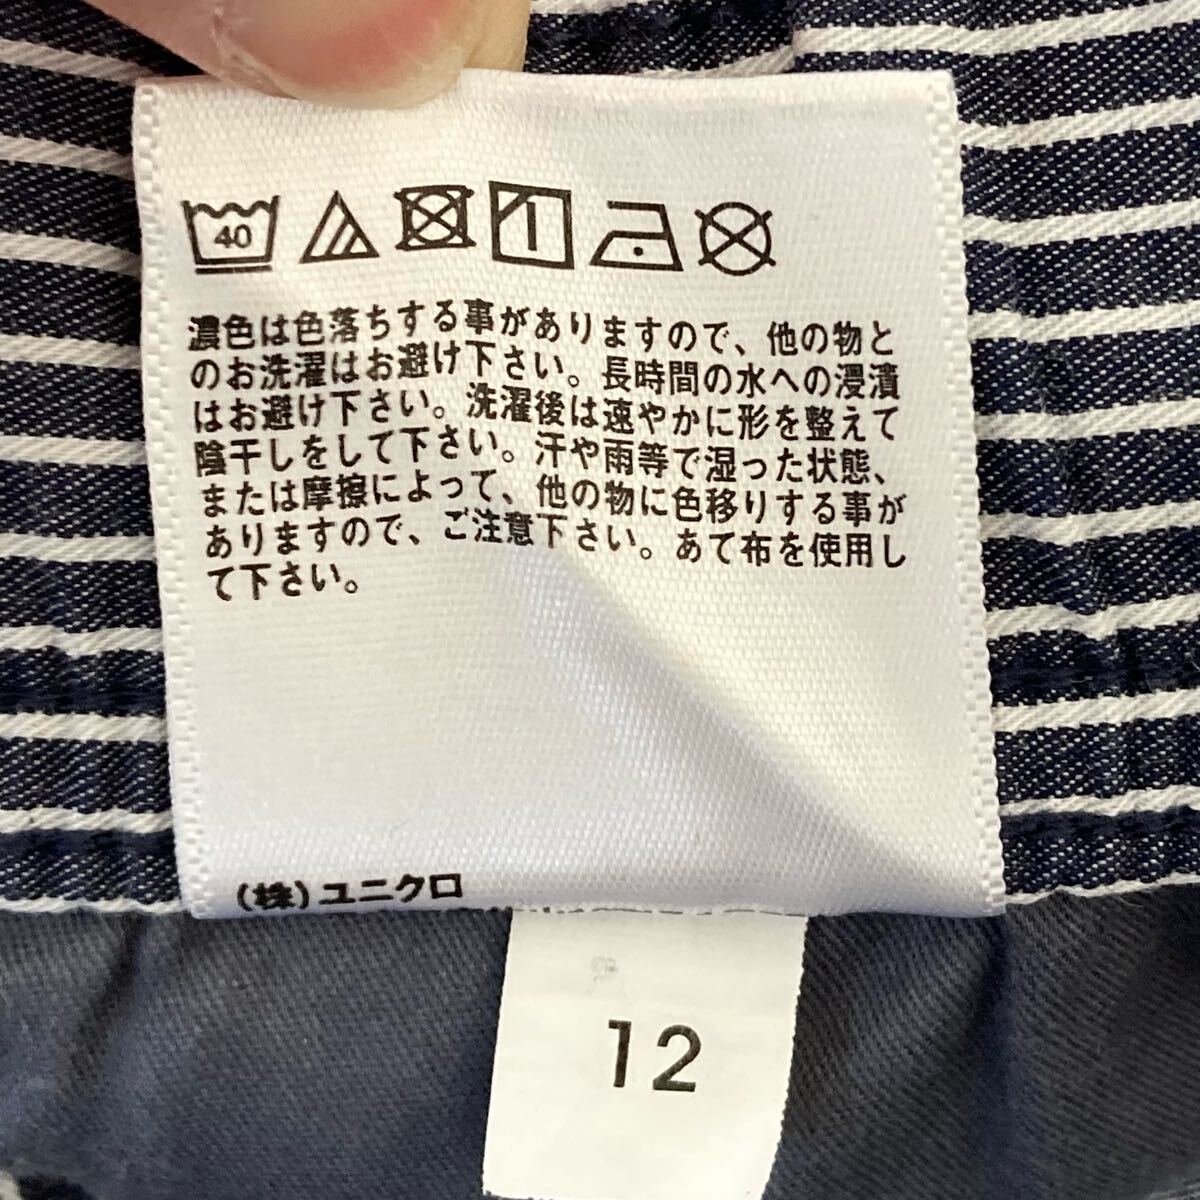 40
濃色は色落ちする事がありますので、他の物と
のお洗濯はお避け下さい。長時間の水への浸漬
はお避け下さい。洗濯後は速やかに形を整えて
陰干しをして下さい。汗や雨等で湿った状態、
または摩擦によって、他の物に色移りする事が
ありますので、ご注意下さい。あて布を使用し
て下さい。
(株)ユニクロ
12